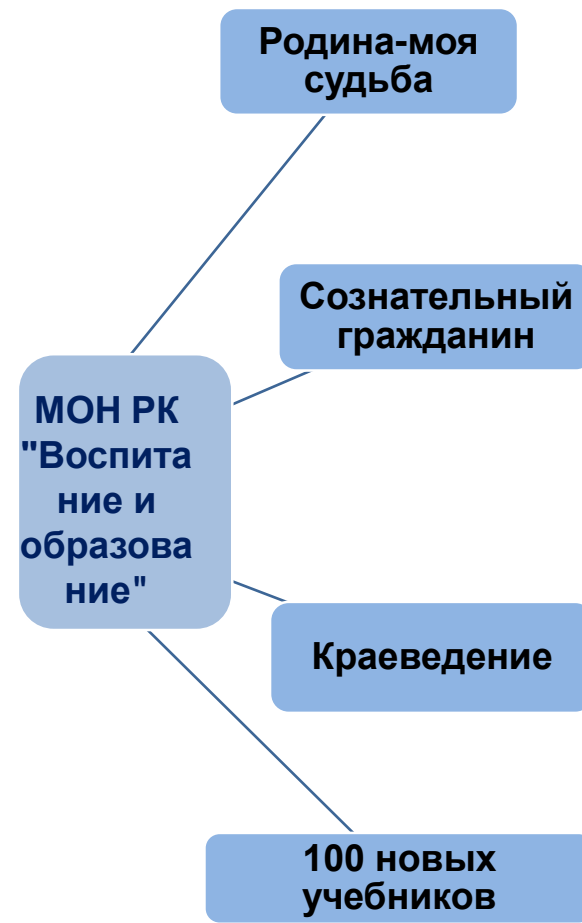 Родина-моя
судьба
Сознательный
гражданин
МОН РК
"Воспита
ние и
образова
ние"
Краеведение
100 новых
учебников